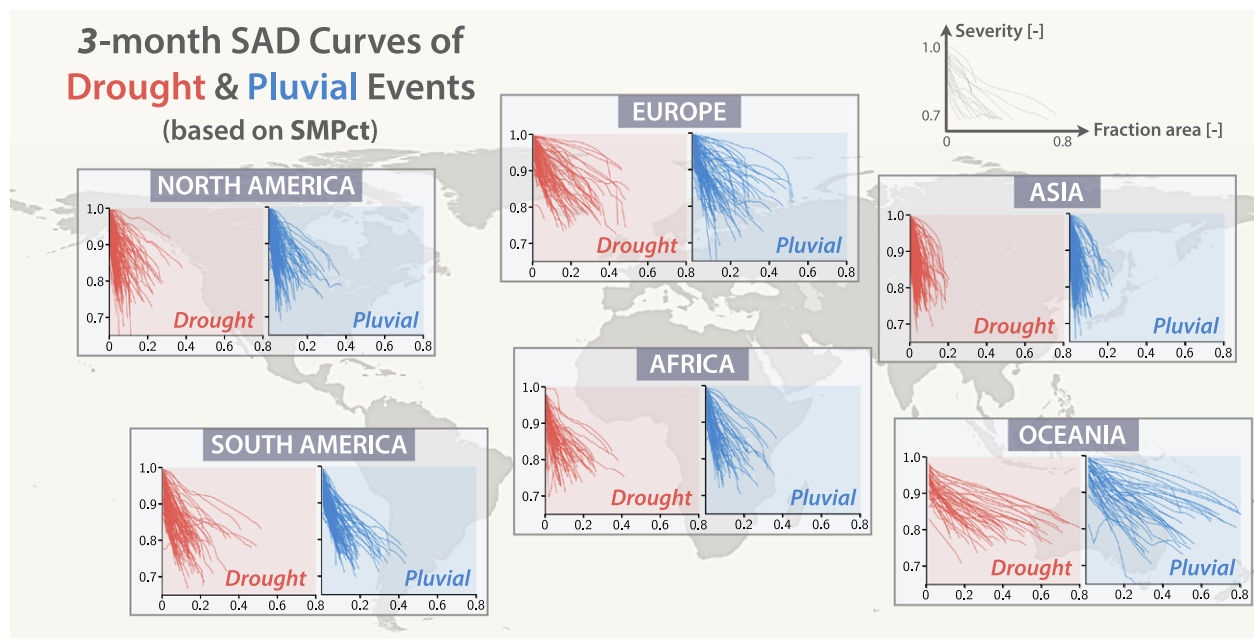 3-month SAD Curves of
Drought & Pluvial Events
(based on SMPct)
Severity [-]
1.0
0.7
0
0.8
Fraction area [-]
EUROPE
1.0
0.9
0.8
0.7
Drought
Pluvial
0 0.2 0.4 0.6 0.8 0.2 0.4 0.6 0.8
NORTH AMERICA
1.0
0.9
0.8
0.7
Drought
Pluvial
0 0.2 0.4 0.6 0.8 0.2 0.4 0.6 0.8
ASIA
1.0
0.9
0.8
0.7
Drought
Pluvial
0 0.2 0.4 0.6 0.8 0.2 0.4 0.6 0.8
AFRICA
1.0
0.9
0.8
0.7
Drought
Pluvial
0 0.2 0.4 0.6 0.8 0.2 0.4 0.6 0.8
SOUTH AMERICA
1.0
0.9
0.8
0.7
Drought
Pluvial
0 0.2 0.4 0.6 0.8 0.2 0.4 0.6 0.8
OCEANIA
1.0
0.9
0.8
0.7
Drought
Pluvial
0 0.2 0.4 0.6 0.8 0.2 0.4 0.6 0.8